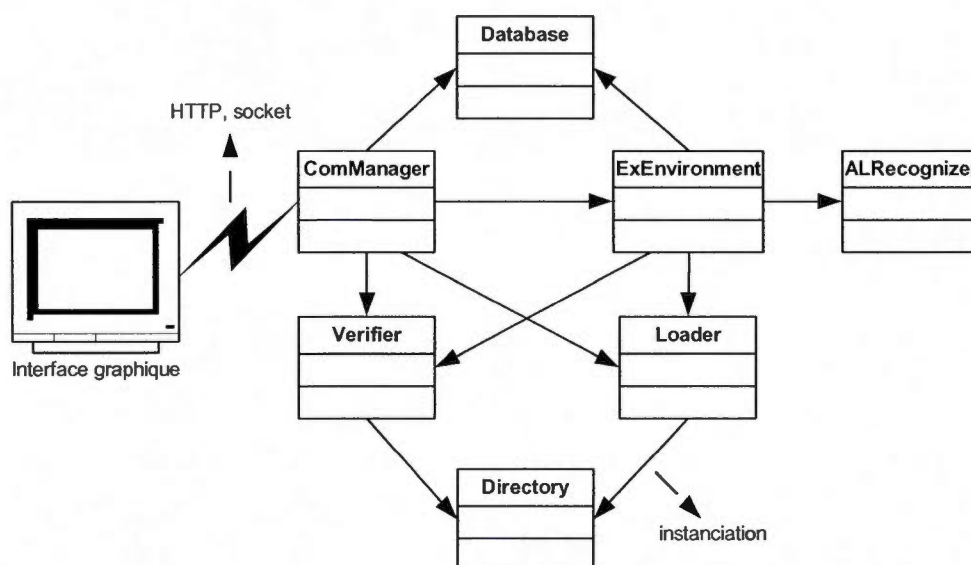 Database
HTTP, socket
ComManager
ExEnvironment
ALRecognize
Verifier
Loader
Interface graphique
Directory
instanciation